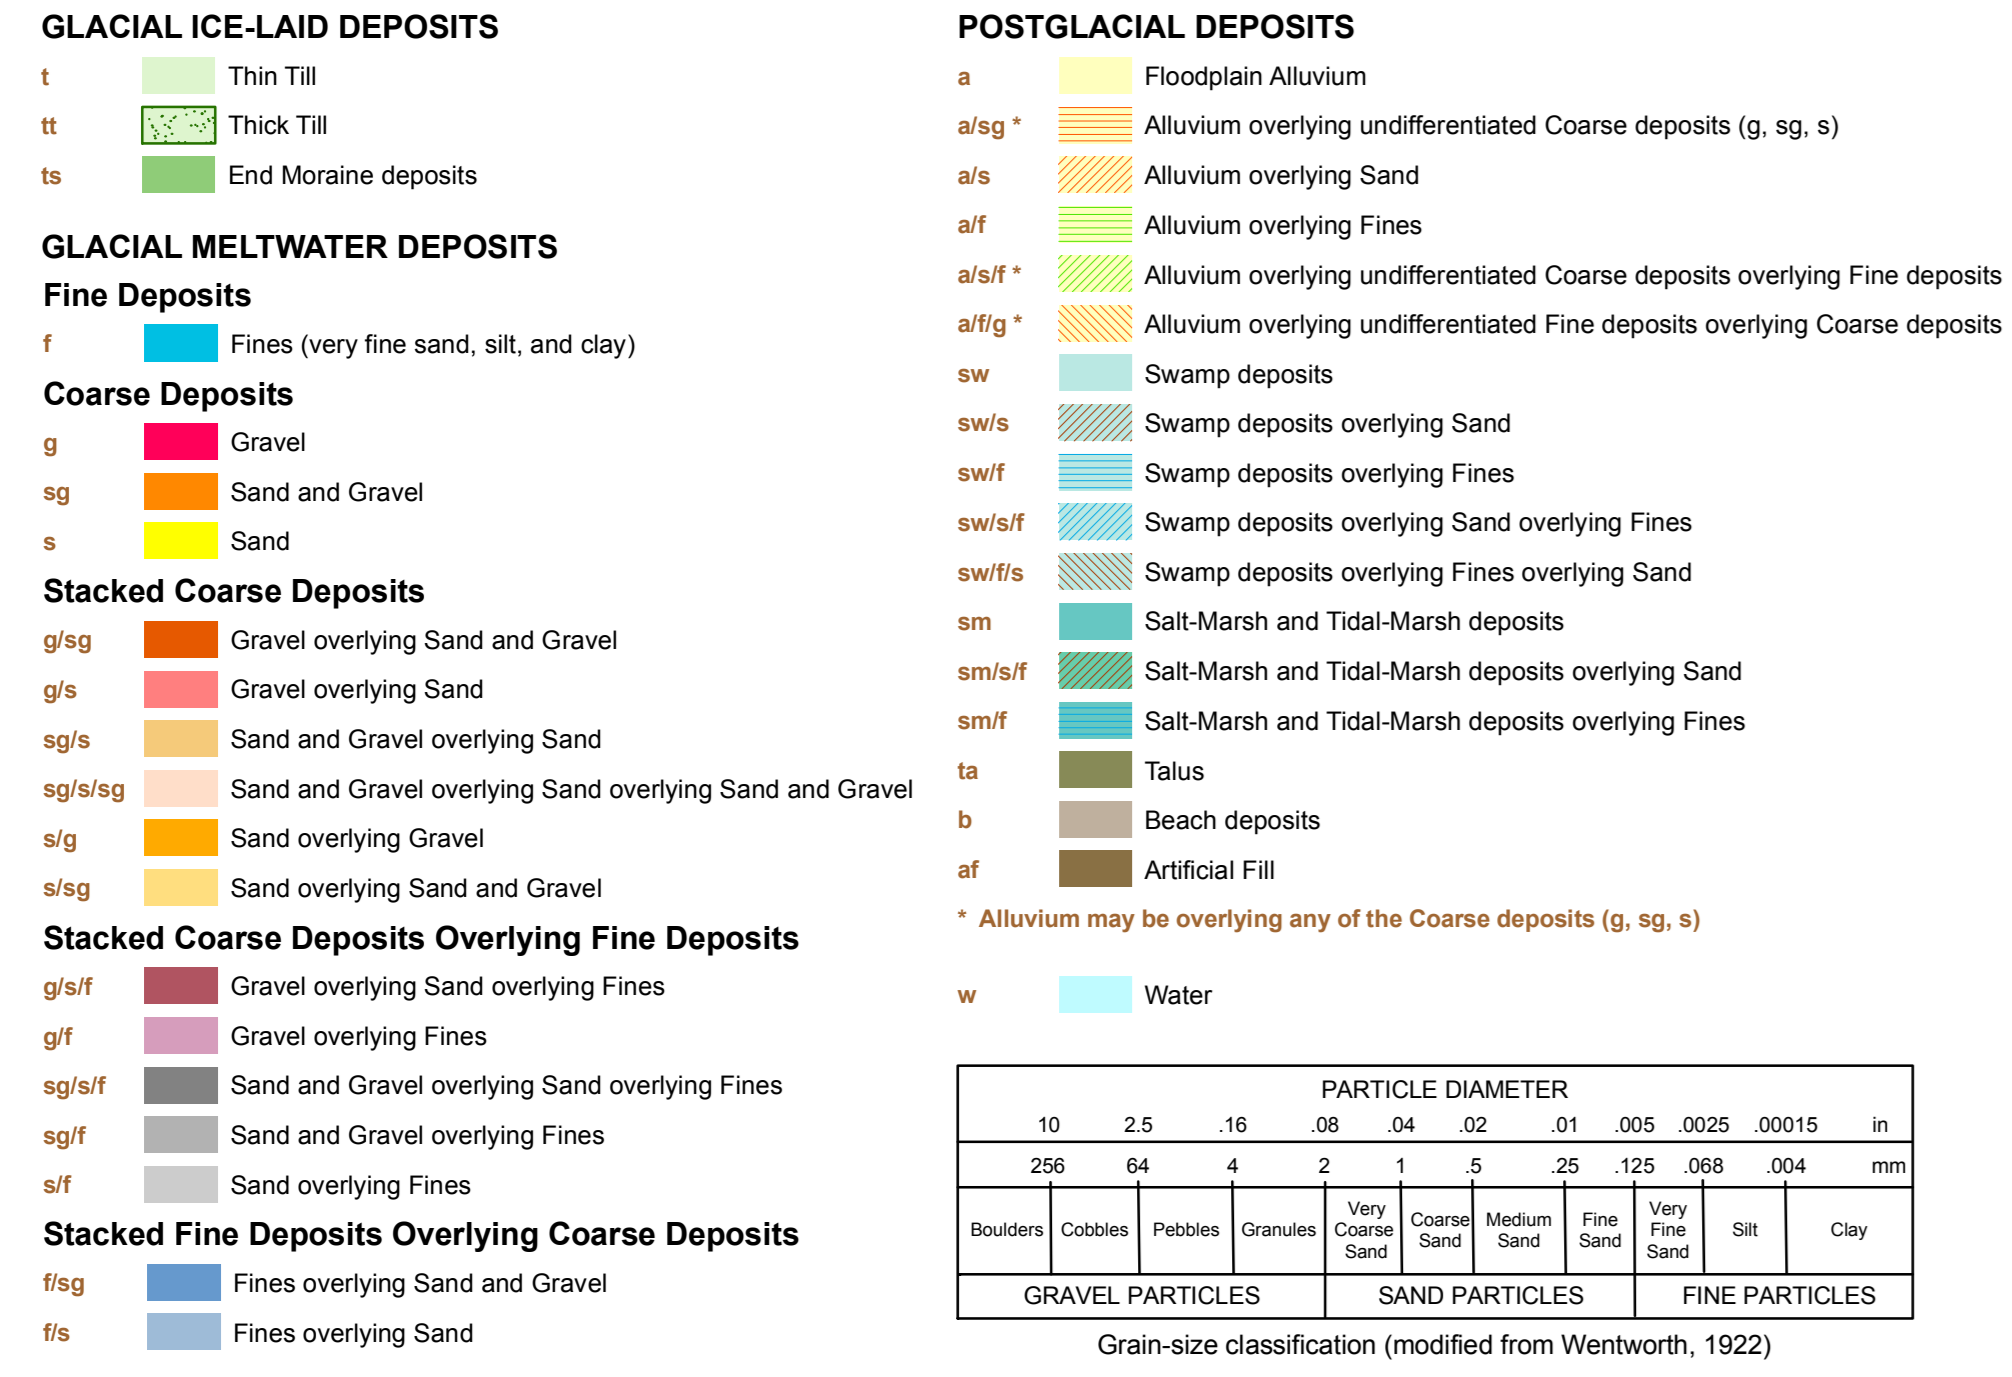 GLACIAL ICE-LAID DEPOSITS
t Thin Till
tt Thick Till
ts End Moraine deposits
GLACIAL MELTWATER DEPOSITS
Fine Deposits
f Fines (very fine sand, silt, and clay)
Coarse Deposits
g Gravel
sg Sand and Gravel
s Sand
Stacked Coarse Deposits
g/sg Gravel overlying Sand and Gravel
g/s Gravel overlying Sand
sg/s Sand and Gravel overlying Sand
sg/s/sg Sand and Gravel overlying Sand overlying Sand and Gravel
s/g Sand overlying Gravel
s/sg Sand overlying Sand and Gravel
Stacked Coarse Deposits Overlying Fine Deposits
g/s/f Gravel overlying Sand overlying Fines
g/f Gravel overlying Fines
sg/s/f Sand and Gravel overlying Sand overlying Fines
sg/f Sand and Gravel overlying Fines
s/f Sand overlying Fines
Stacked Fine Deposits Overlying Coarse Deposits
f/sg Fines overlying Sand and Gravel
f/s Fines overlying Sand
POSTGLACIAL DEPOSITS
a Floodplain Alluvium
a/sg * Alluvium overlying undifferentiated Coarse deposits (g, sg, s)
a/s Alluvium overlying Sand
a/f Alluvium overlying Fines
a/s/f * Alluvium overlying undifferentiated Coarse deposits overlying Fine deposits
a/f/g * Alluvium overlying undifferentiated Fine deposits overlying Coarse deposits
sw Swamp deposits
sw/s Swamp deposits overlying Sand
sw/f Swamp deposits overlying Fines
sw/s/f Swamp deposits overlying Sand overlying Fines
sw/f/s Swamp deposits overlying Fines overlying Sand
sm Salt-Marsh and Tidal-Marsh deposits
sm/s/f Salt-Marsh and Tidal-Marsh deposits overlying Sand
sm/f Salt-Marsh and Tidal-Marsh deposits overlying Fines
ta Talus
b Beach deposits
af Artificial Fill
* Alluvium may be overlying any of the Coarse deposits (g, sg, s)
w Water
PARTICLE DIAMETER
10 2.5 .16 .08 .04 .02 .01 .005 .0025 .00015 in
256 64 4 2 1 .5 .25 .125 .068 .004 mm
Boulders Cobbles Pebbles Granules Very Coarse Sand Coarse Sand Medium Sand Fine Sand Very Fine Sand Silt Clay
GRAVEL PARTICLES SAND PARTICLES FINE PARTICLES
Grain-size classification (modified from Wentworth, 1922)